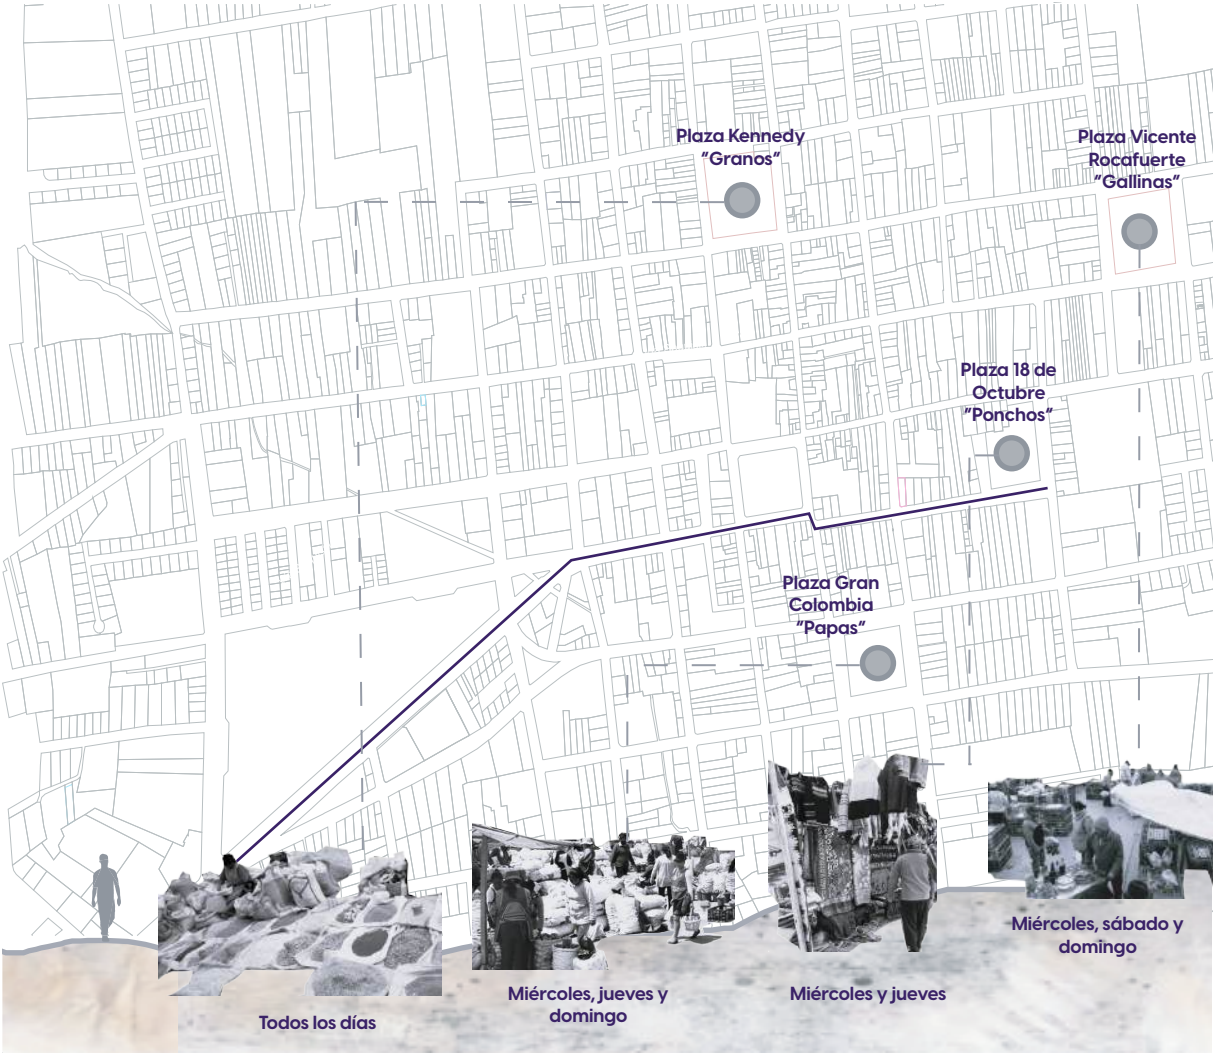 Plaza Kennedy
"Granos"
Plaza Vicente
Rocafuerte
"Gallinas"
Plaza 18 de
Octubre
"Ponchos"
Plaza Gran
Colombia
"Papas"
Miércoles, sábado y
domingo
Miércoles, jueves y
domingo
Miércoles y jueves
Todos los días